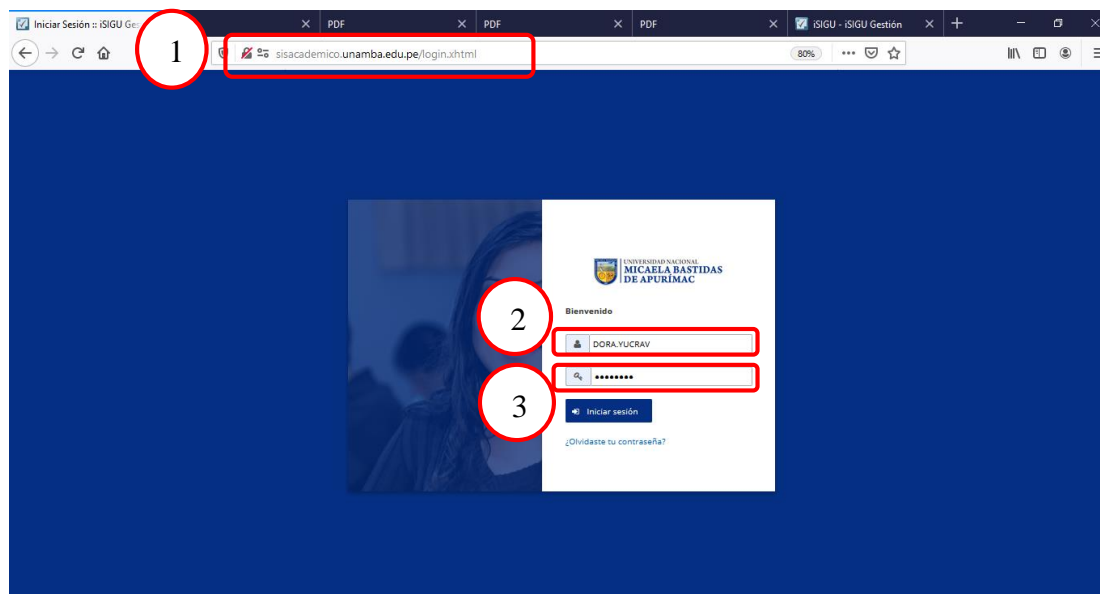 Iniciar Sesión :: iSIGU Ges
PDF
PDF
PDF
iSIGU - iSIGU Gestión
1
sisacademico.unamba.edu.pe/login.xhtml
80%
UNIVERSIDAD NACIONAL
MICAELA BASTIDAS
DE APURÍMAC
Bienvenido
2
DORA.YUCRAV
3
Iniciar sesión
¿Olvidaste tu contraseña?